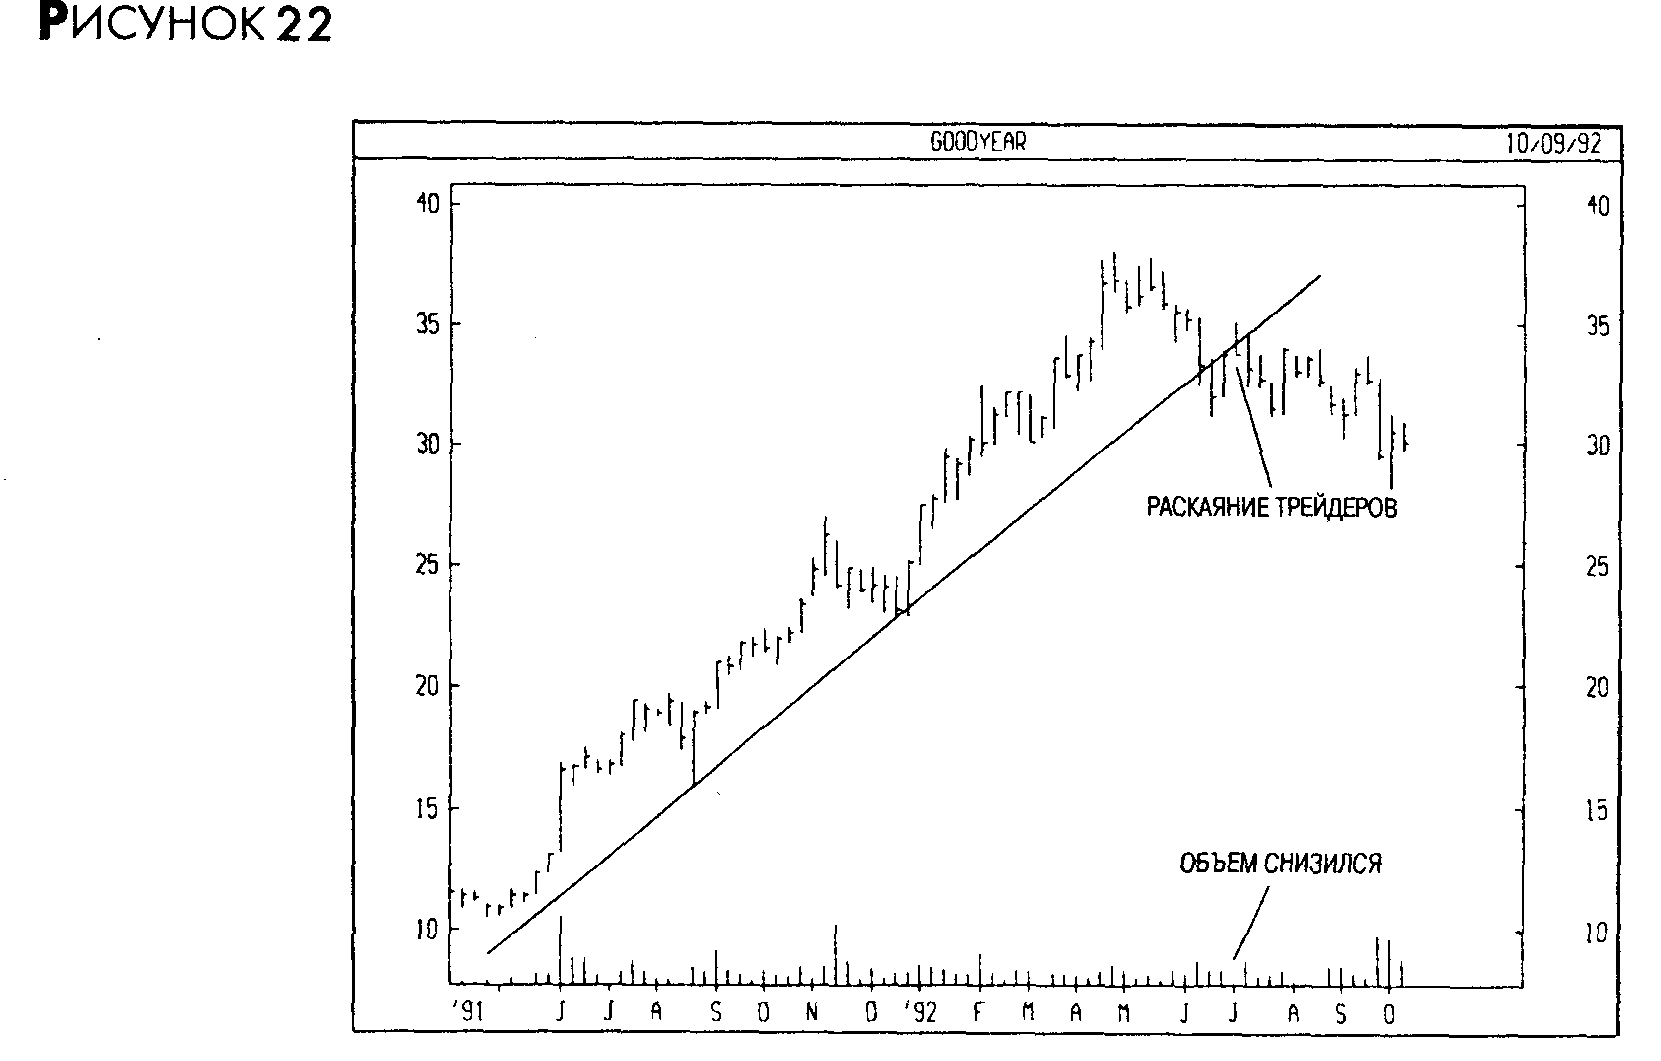 РИСУНОК 22
GOODYEAR 10/09/92
40 40
35 35
30 30
РАСКАЯНИЕ ТРЕЙДЕРОВ
25 25
20 20
15 15
ОБЪЕМ СНИЗИЛСЯ
10 10
'91 J J A S O N D '92 F M A M J J A S O